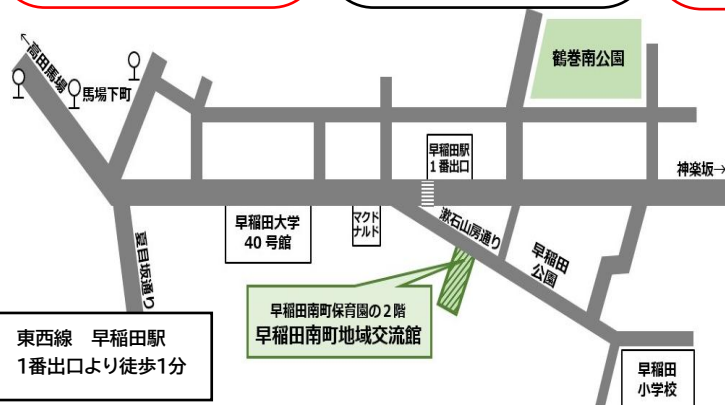 高田馬場
馬場下町
鶴巻南公園
早稲田駅
1番出口
神楽坂→
早稲田大学
40号館
マクド
ナルド
漱石山房通り
早稲田
公園
夏目坂通り
早稲田南町保育園の2階
早稲田南町地域交流館
東西線 早稲田駅
1番出口より徒歩1分
早稲田
小学校